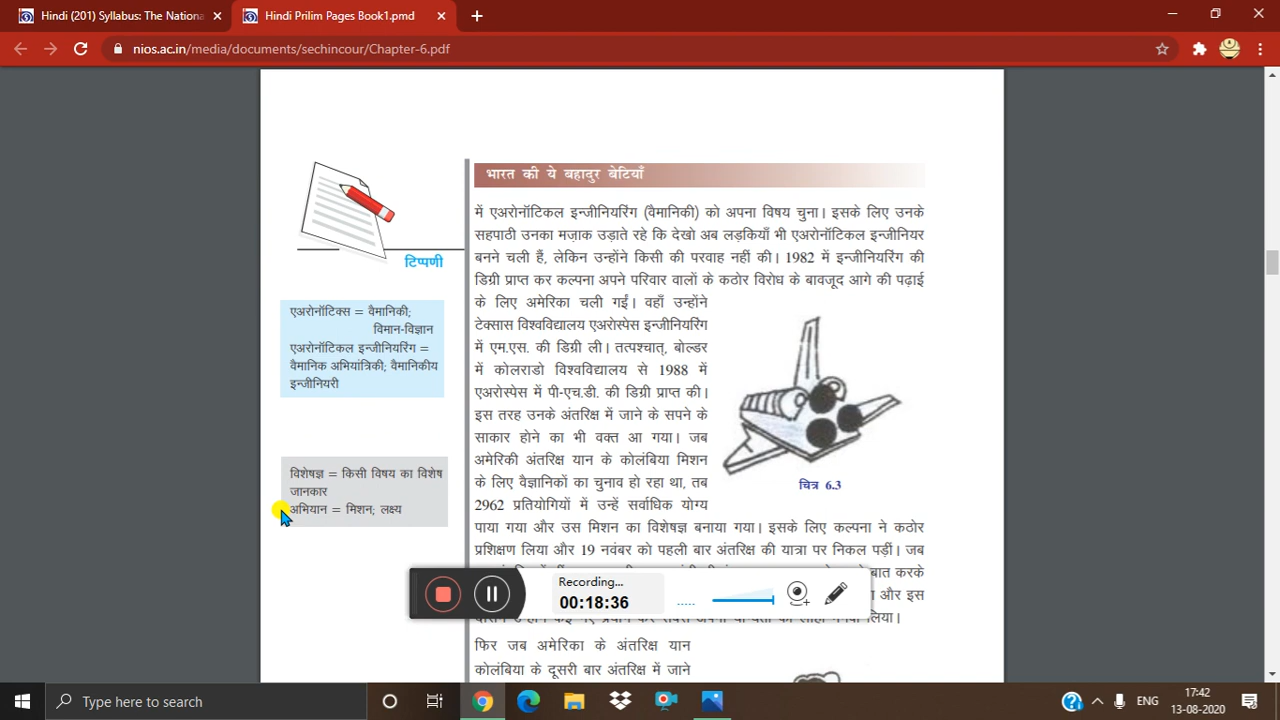 Hindi (201) Syllabus: The Nationa
Hindi Prilim Pages Book1.pmd
nios.ac.in/media/documents/sechincour/Chapter-6.pdf
भारत की ये बहादुर बेटियाँ
टिप्पणी
एअरोनॉटिक्स = वैमानिकी;
विमान-विज्ञान
एअरोनॉटिकल इन्जीनियरिंग =
वैमानिक अभियांत्रिकी; वैमानिकीय
इन्जीनियरी
विशेषज्ञ = किसी विषय का विशेष
जानकार
अभियान = मिशन; लक्ष्य
में एअरोनॉटिकल इन्जीनियरिंग (वैमानिकी) को अपना विषय चुना। इसके लिए उनके
सहपाठी उनका मज़ाक उड़ाते रहे कि देखो अब लड़कियाँ भी एअरोनॉटिकल इन्जीनियर
बनने चली हैं, लेकिन उन्होंने किसी की परवाह नहीं की। 1982 में इन्जीनियरिंग की
डिग्री प्राप्त कर कल्पना अपने परिवार वालों के कठोर विरोध के बावजूद आगे की पढ़ाई
के लिए अमेरिका चली गईं। वहाँ उन्होंने
टेक्सास विश्वविद्यालय एअरोस्पेस इन्जीनियरिंग
में एम.एस. की डिग्री ली। तत्पश्चात्, बोल्डर
में कोलराडो विश्वविद्यालय से 1988 में
एअरोस्पेस में पी-एच.डी. की डिग्री प्राप्त की।
इस तरह उनके अंतरिक्ष में जाने के सपने के
साकार होने का भी वक्त आ गया। जब
अमेरिकी अंतरिक्ष यान के कोलंबिया मिशन
के लिए वैज्ञानिकों का चुनाव हो रहा था, तब
2962 प्रतियोगियों में उन्हें सर्वाधिक योग्य
चित्र 6.3
पाया गया और उस मिशन का विशेषज्ञ बनाया गया। इसके लिए कल्पना ने कठोर
प्रशिक्षण लिया और 19 नवंबर को पहली बार अंतरिक्ष की यात्रा पर निकल पड़ीं। जब
बात करके
और इस
लिया।
फिर जब अमेरिका के अंतरिक्ष यान
कोलंबिया के दूसरी बार अंतरिक्ष में जाने
Recording...
00:18:36
Type here to search
ENG
17:42
13-08-2020